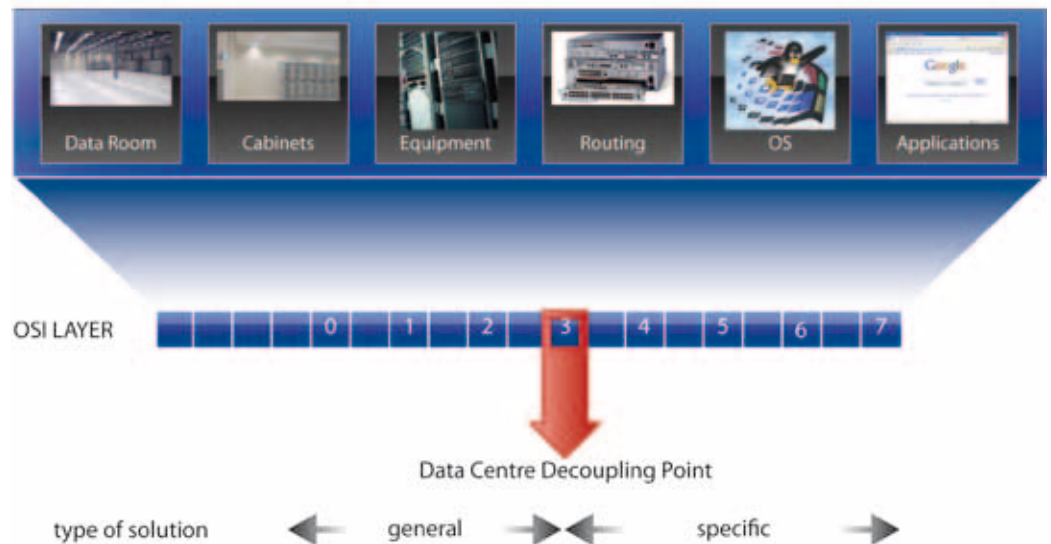 Google
Data Room
Cabinets
Equipment
Routing
OS
Applications
OSI LAYER
0 1 2 3 4 5 6 7
Data Centre Decoupling Point
type of solution
general
specific